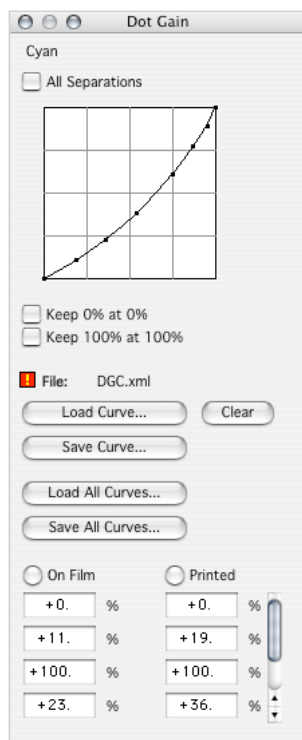 Dot Gain
Cyan
All Separations
Keep 0% at 0%
Keep 100% at 100%
File: DGC.xml
Load Curve... Clear
Save Curve...
Load All Curves...
Save All Curves...
On Film Printed
+0. % +0. %
+11. % +19. %
+100. % +100. %
+23. % +36. %